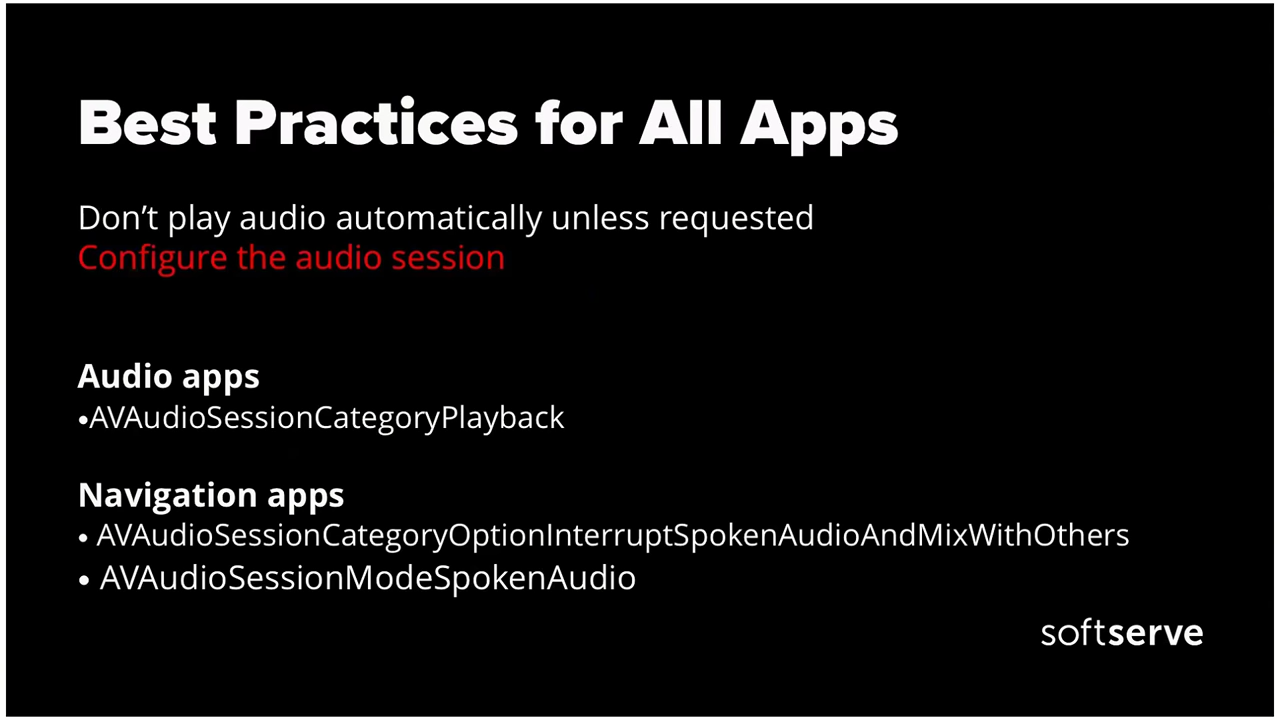 Best Practices for All Apps
Don’t play audio automatically unless requested
Configure the audio session
Audio apps
•AVAudioSessionCategoryPlayback
Navigation apps
• AVAudioSessionCategoryOptionInterruptSpokenAudioAndMixWithOthers
• AVAudioSessionModeSpokenAudio
softserve